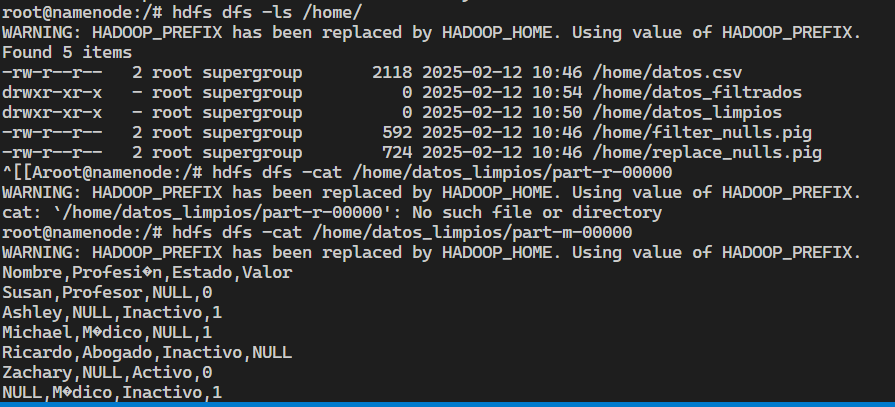 root@namenode:/# hdfs dfs -ls /home/
WARNING: HADOOP_PREFIX has been replaced by HADOOP_HOME. Using value of HADOOP_PREFIX.
Found 5 items
-rw-r--r--   2 root supergroup       2118 2025-02-12 10:46 /home/datos.csv
drwxr-xr-x   - root supergroup          0 2025-02-12 10:54 /home/datos_filtrados
drwxr-xr-x   - root supergroup          0 2025-02-12 10:50 /home/datos_limpios
-rw-r--r--   2 root supergroup        592 2025-02-12 10:46 /home/filter_nulls.pig
-rw-r--r--   2 root supergroup        724 2025-02-12 10:46 /home/replace_nulls.pig
^[[Aroot@namenode:/# hdfs dfs -cat /home/datos_limpios/part-r-00000
WARNING: HADOOP_PREFIX has been replaced by HADOOP_HOME. Using value of HADOOP_PREFIX.
cat: `/home/datos_limpios/part-r-00000': No such file or directory
root@namenode:/# hdfs dfs -cat /home/datos_limpios/part-m-00000
WARNING: HADOOP_PREFIX has been replaced by HADOOP_HOME. Using value of HADOOP_PREFIX.
Nombre,Profesi�n,Estado,Valor
Susan,Profesor,NULL,0
Ashley,NULL,Inactivo,1
Michael,M�dico,NULL,1
Ricardo,Abogado,Inactivo,NULL
Zachary,NULL,Activo,0
NULL,M�dico,Inactivo,1